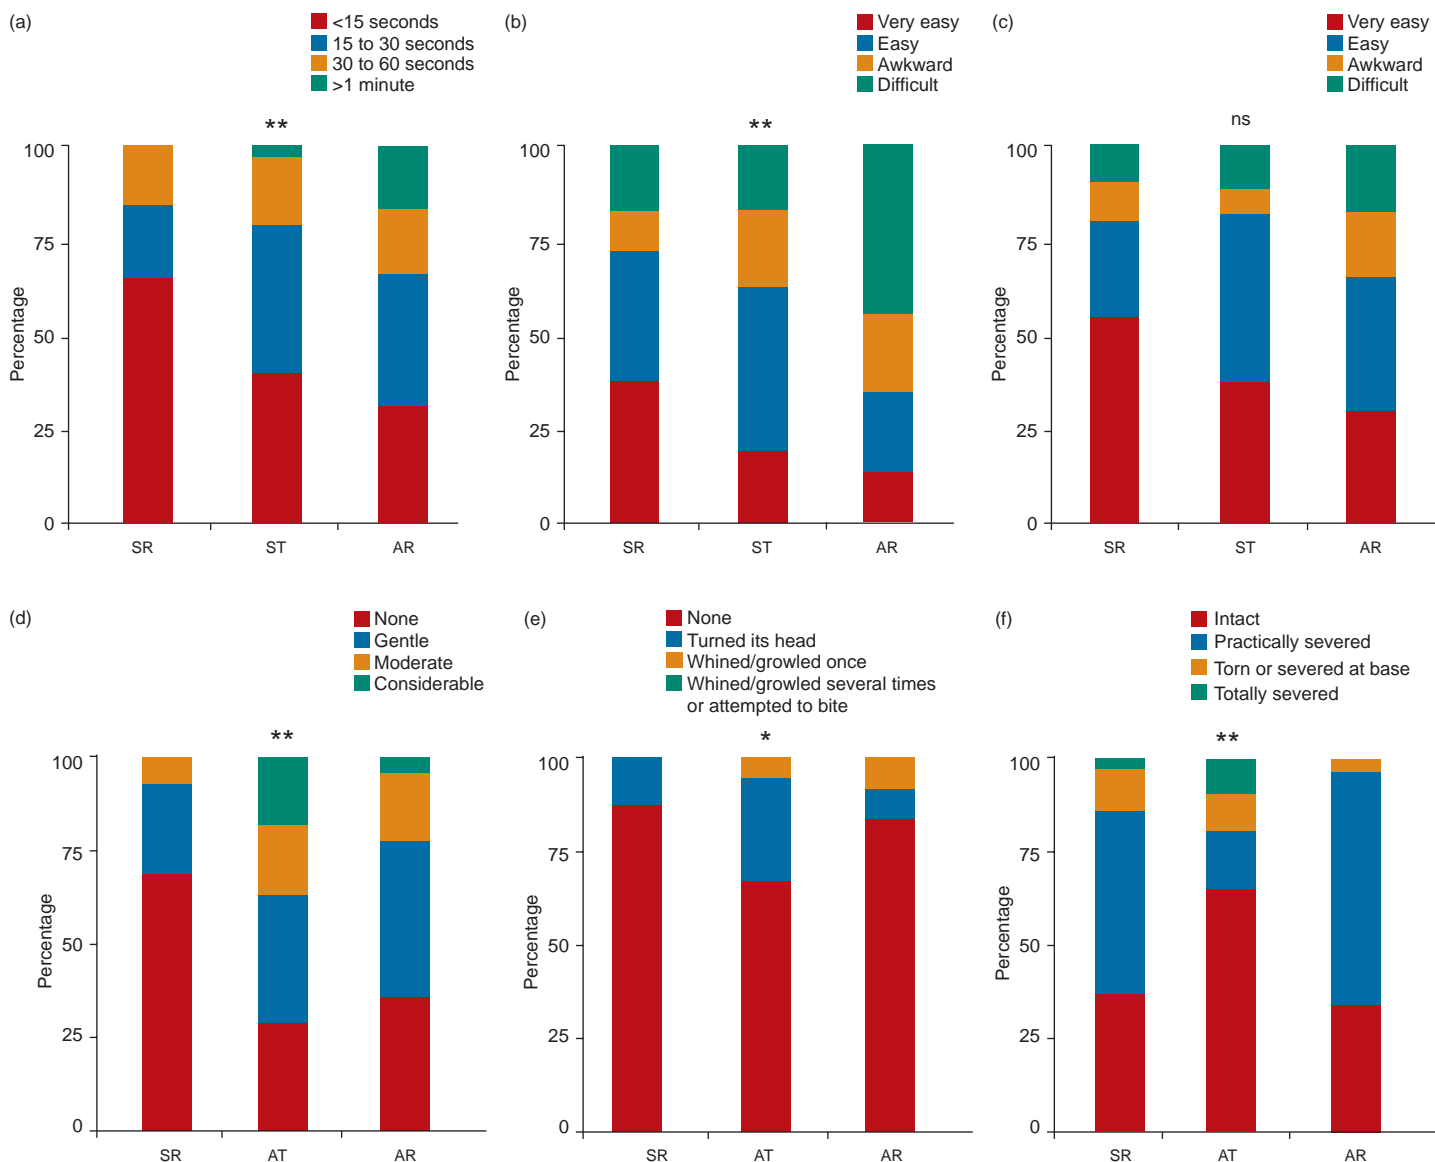 (a)
<15 seconds
15 to 30 seconds
30 to 60 seconds
>1 minute
**
100
75
50
25
0
Percentage
SR ST AR
(b)
Very easy
Easy
Awkward
Difficult
**
100
75
50
25
0
Percentage
SR ST AR
(c)
Very easy
Easy
Awkward
Difficult
ns
100
75
50
25
0
Percentage
SR ST AR
(d)
None
Gentle
Moderate
Considerable
**
100
75
50
25
0
Percentage
SR AT AR
(e)
None
Turned its head
Whined/growled once
Whined/growled several times
or attempted to bite
*
100
75
50
25
0
Percentage
SR AT AR
(f)
Intact
Practically severed
Torn or severed at base
Totally severed
**
100
75
50
25
0
Percentage
SR AT AR